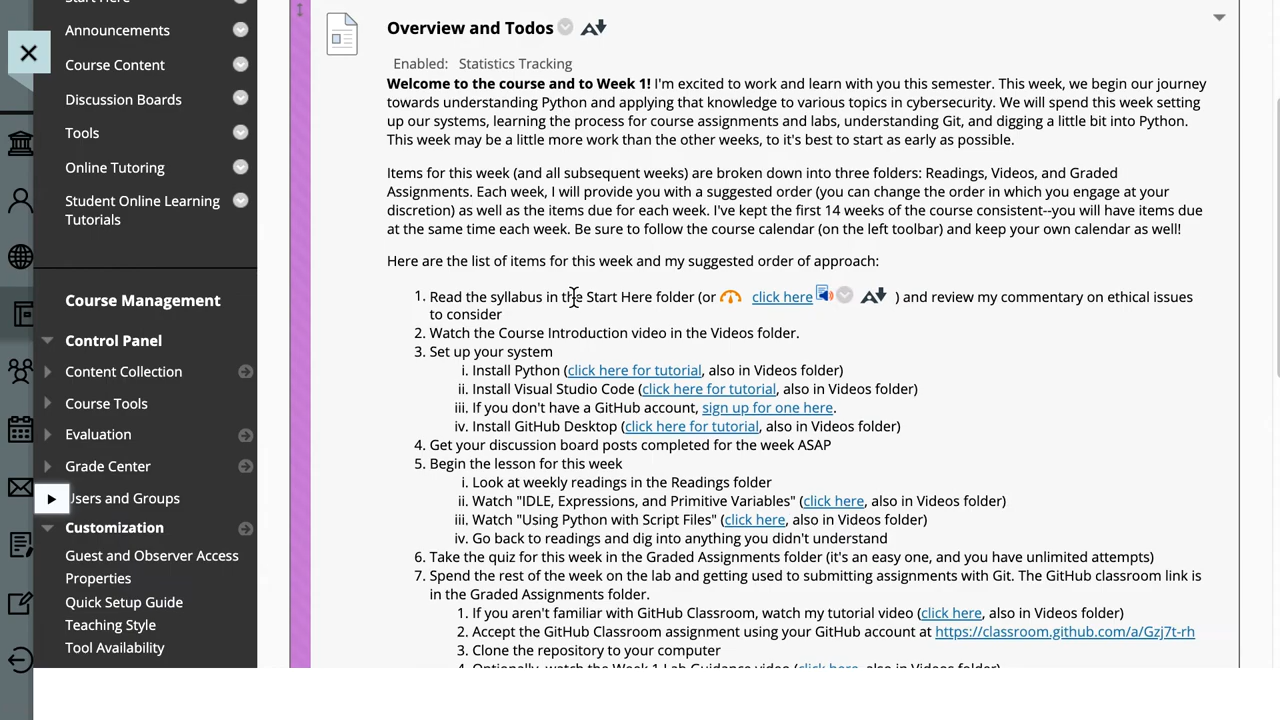 Start Here
Announcements
Course Content
Discussion Boards
Tools
Online Tutoring
Student Online Learning
Tutorials
Course Management
Control Panel
Content Collection
Course Tools
Evaluation
Grade Center
Users and Groups
Customization
Guest and Observer Access
Properties
Quick Setup Guide
Teaching Style
Tool Availability
Overview and Todos
Enabled: Statistics Tracking
Welcome to the course and to Week 1! I'm excited to work and learn with you this semester. This week, we begin our journey
towards understanding Python and applying that knowledge to various topics in cybersecurity. We will spend this week setting
up our systems, learning the process for course assignments and labs, understanding Git, and digging a little bit into Python.
This week may be a little more work than the other weeks, to it's best to start as early as possible.
Items for this week (and all subsequent weeks) are broken down into three folders: Readings, Videos, and Graded
Assignments. Each week, I will provide you with a suggested order (you can change the order in which you engage at your
discretion) as well as the items due for each week. I've kept the first 14 weeks of the course consistent--you will have items due
at the same time each week. Be sure to follow the course calendar (on the left toolbar) and keep your own calendar as well!
Here are the list of items for this week and my suggested order of approach:
1. Read the syllabus in the Start Here folder (or click here ) and review my commentary on ethical issues
to consider
2. Watch the Course Introduction video in the Videos folder.
3. Set up your system
i. Install Python (click here for tutorial, also in Videos folder)
ii. Install Visual Studio Code (click here for tutorial, also in Videos folder)
iii. If you don't have a GitHub account, sign up for one here.
iv. Install GitHub Desktop (click here for tutorial, also in Videos folder)
4. Get your discussion board posts completed for the week ASAP
5. Begin the lesson for this week
i. Look at weekly readings in the Readings folder
ii. Watch "IDLE, Expressions, and Primitive Variables" (click here, also in Videos folder)
iii. Watch "Using Python with Script Files" (click here, also in Videos folder)
iv. Go back to readings and dig into anything you didn't understand
6. Take the quiz for this week in the Graded Assignments folder (it's an easy one, and you have unlimited attempts)
7. Spend the rest of the week on the lab and getting used to submitting assignments with Git. The GitHub classroom link is
in the Graded Assignments folder.
1. If you aren't familiar with GitHub Classroom, watch my tutorial video (click here, also in Videos folder)
2. Accept the GitHub Classroom assignment using your GitHub account at https://classroom.github.com/a/Gzj7t-rh
3. Clone the repository to your computer
4. Optionally, watch the Week 1 Lab Guidance video (click here, also in Videos folder)